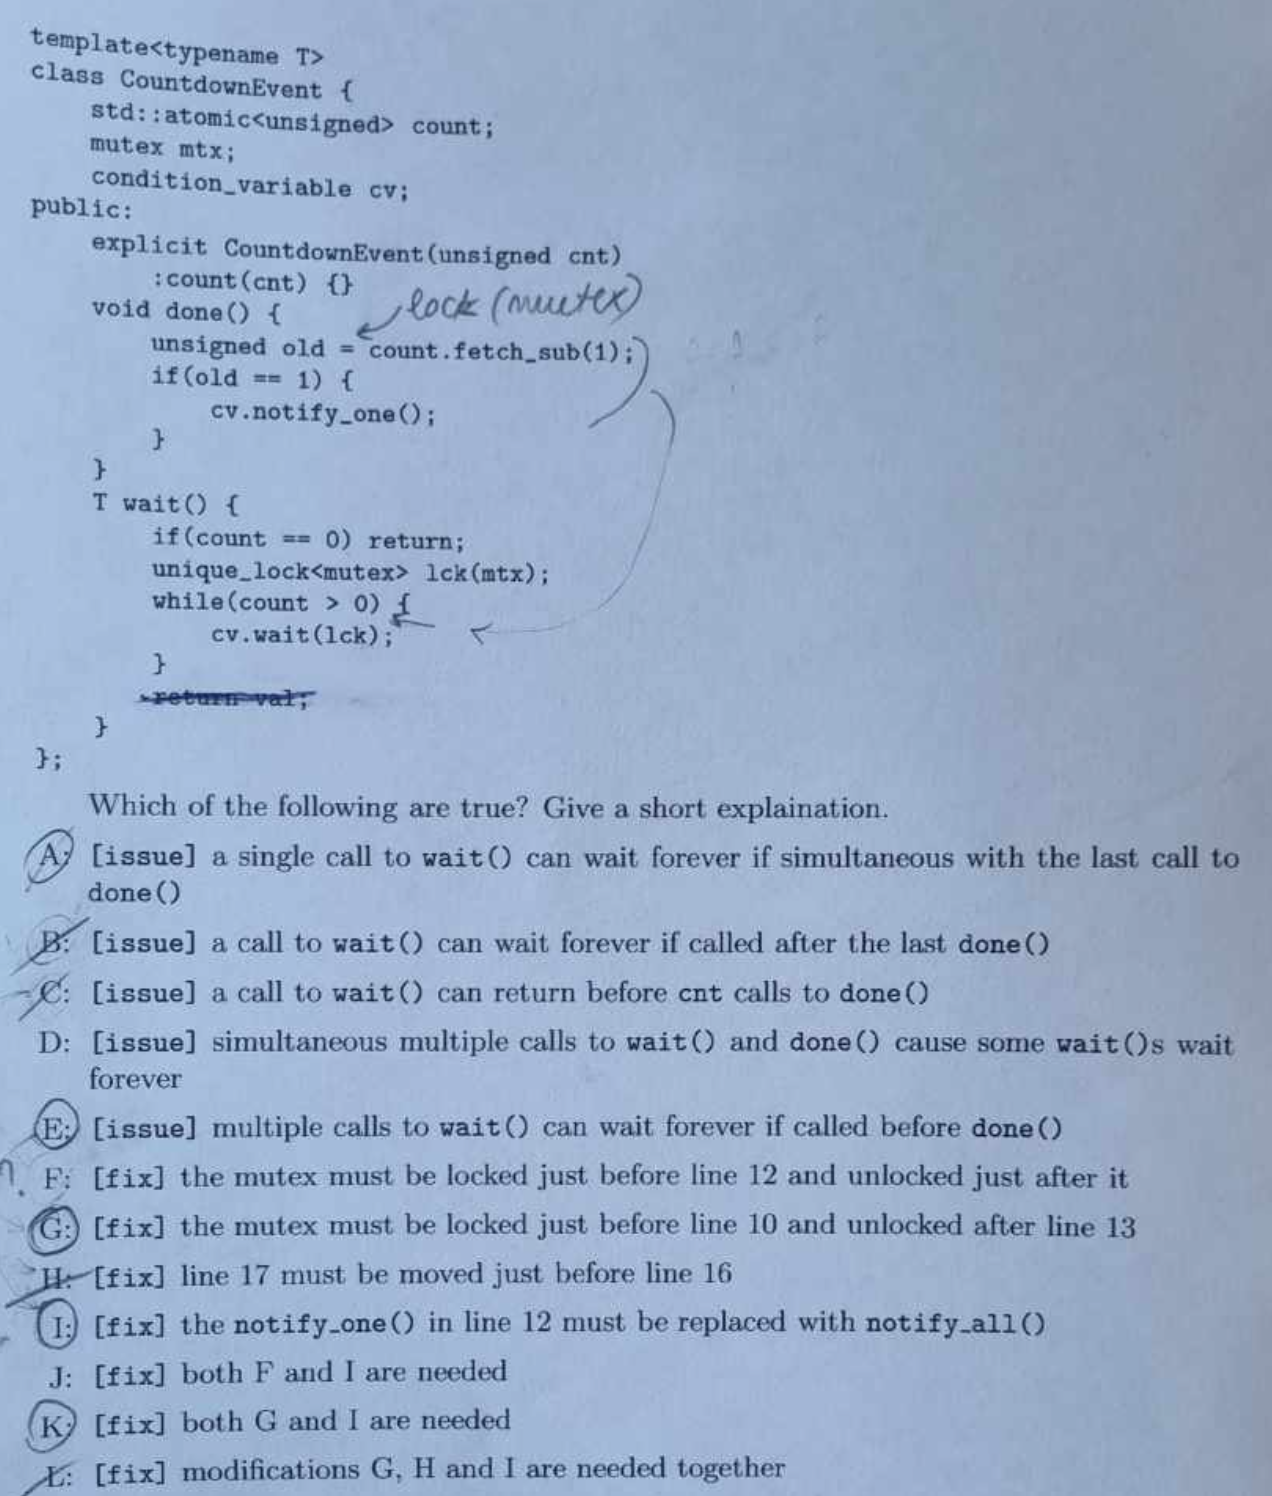 template<typename T>
class CountdownEvent {
std::atomic<unsigned> count;
mutex mtx;
condition_variable cv;
public:
explicit CountdownEvent(unsigned cnt)
:count(cnt) {}
lock (mutex)
void done() {
unsigned old = count.fetch_sub(1);
if(old == 1) {
cv.notify_one();
}
}
T wait() {
if(count == 0) return;
unique_lock<mutex> lck(mtx);
while(count > 0) {
cv.wait(lck);
}
return val;
}
};
Which of the following are true? Give a short explaination.
A: [issue] a single call to wait() can wait forever if simultaneous with the last call to
done()
B: [issue] a call to wait() can wait forever if called after the last done()
C: [issue] a call to wait() can return before cnt calls to done()
D: [issue] simultaneous multiple calls to wait() and done() cause some wait()s wait
forever
E: [issue] multiple calls to wait() can wait forever if called before done()
F: [fix] the mutex must be locked just before line 12 and unlocked just after it
G: [fix] the mutex must be locked just before line 10 and unlocked after line 13
H: [fix] line 17 must be moved just before line 16
I: [fix] the notify_one() in line 12 must be replaced with notify_all()
J: [fix] both F and I are needed
K: [fix] both G and I are needed
L: [fix] modifications G, H and I are needed together